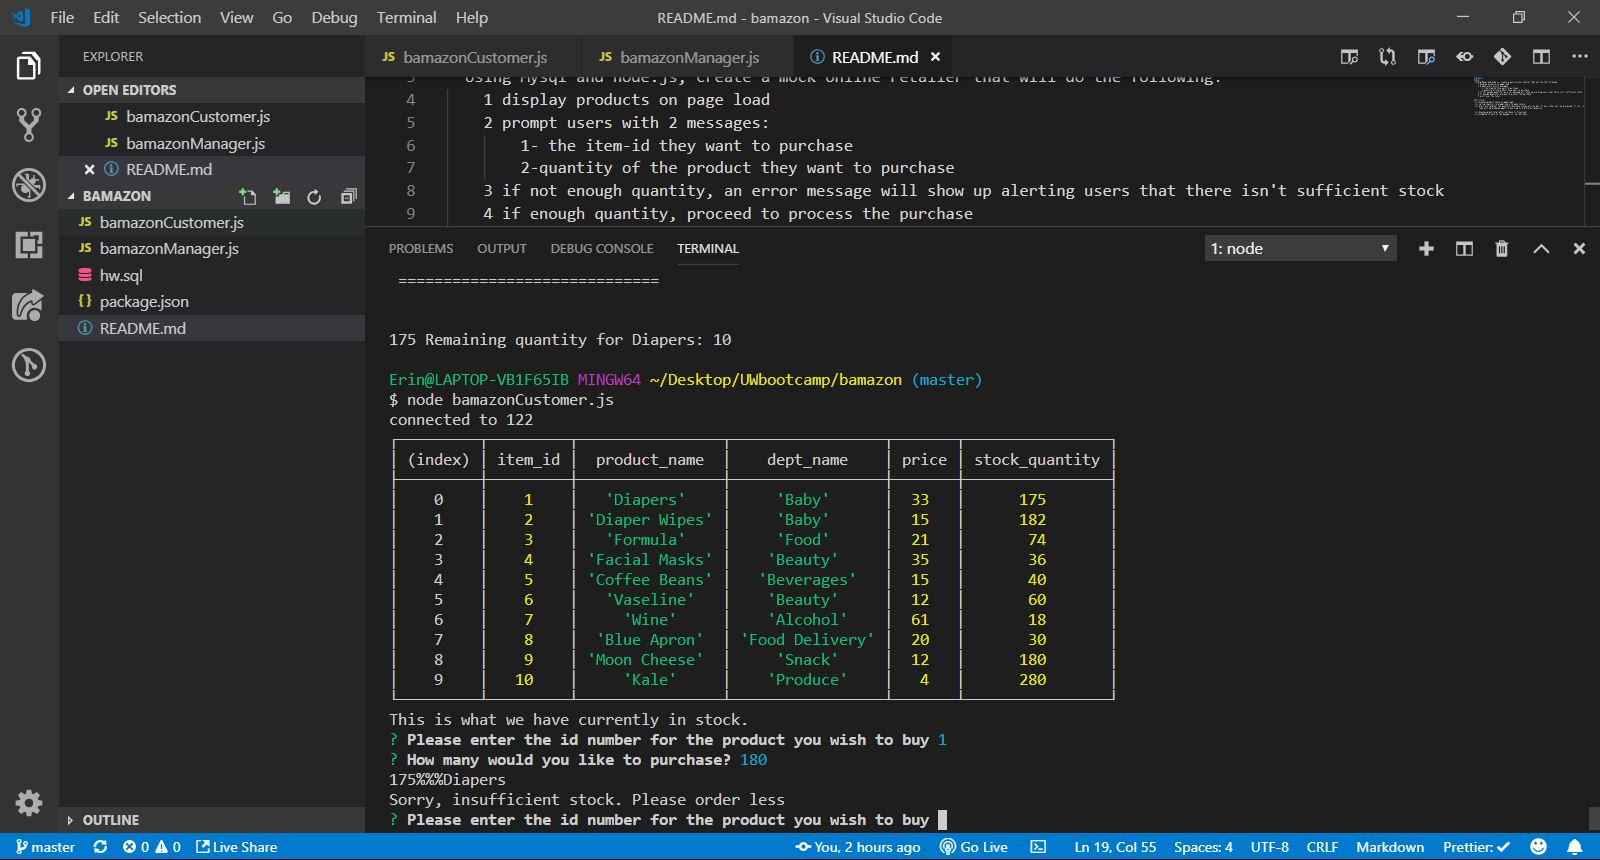 File Edit Selection View Go Debug Terminal Help README.md - bamazon - Visual Studio Code
EXPLORER
OPEN EDITORS
JS bamazonCustomer.js
JS bamazonManager.js
README.md
BAMAZON
JS bamazonCustomer.js
JS bamazonManager.js
hw.sql
{} package.json
README.md
OUTLINE
JS bamazonCustomer.js JS bamazonManager.js README.md
3 Using Mysql and node.js, create a mock online retailer that will do the following:
4 1 display products on page load
5 2 prompt users with 2 messages:
6 1- the item-id they want to purchase
7 2-quantity of the product they want to purchase
8 3 if not enough quantity, an error message will show up alerting users that there isn't sufficient stock
9 4 if enough quantity, proceed to process the purchase
PROBLEMS OUTPUT DEBUG CONSOLE TERMINAL 1: node
=============================
175 Remaining quantity for Diapers: 10
Erin@LAPTOP-VB1F65IB MINGW64 ~/Desktop/UWbootcamp/bamazon (master)
$ node bamazonCustomer.js
connected to 122
(index) item_id product_name dept_name price stock_quantity
0 1 'Diapers' 'Baby' 33 175
1 2 'Diaper Wipes' 'Baby' 15 182
2 3 'Formula' 'Food' 21 74
3 4 'Facial Masks' 'Beauty' 35 36
4 5 'Coffee Beans' 'Beverages' 15 40
5 6 'Vaseline' 'Beauty' 12 60
6 7 'Wine' 'Alcohol' 61 18
7 8 'Blue Apron' 'Food Delivery' 20 30
8 9 'Moon Cheese' 'Snack' 12 180
9 10 'Kale' 'Produce' 4 280
This is what we have currently in stock.
? Please enter the id number for the product you wish to buy 1
? How many would you like to purchase? 180
175%%%Diapers
Sorry, insufficient stock. Please order less
? Please enter the id number for the product you wish to buy
master 0 0 Live Share You, 2 hours ago Go Live Ln 19, Col 55 Spaces: 4 UTF-8 CRLF Markdown Prettier: ✓